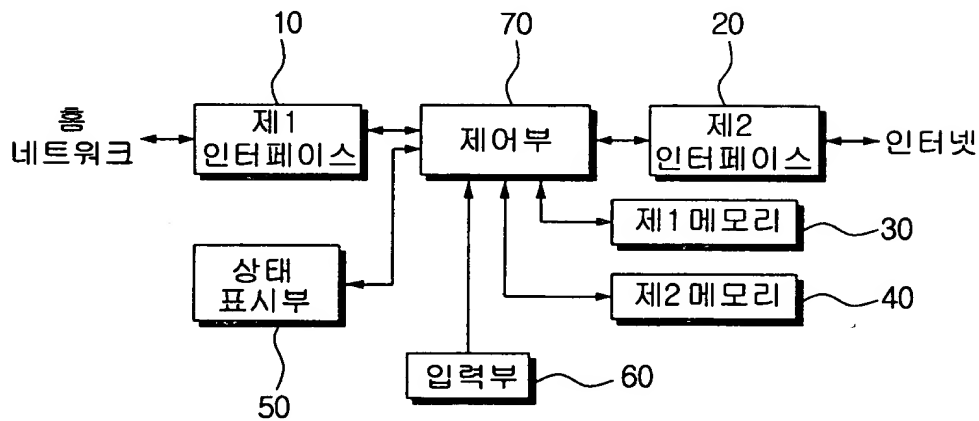 10
70
20
홈
네트워크
제1
인터페이스
제어부
제2
인터페이스
인터넷
제1메모리
30
상태
표시부
제2메모리
40
50
입력부
60